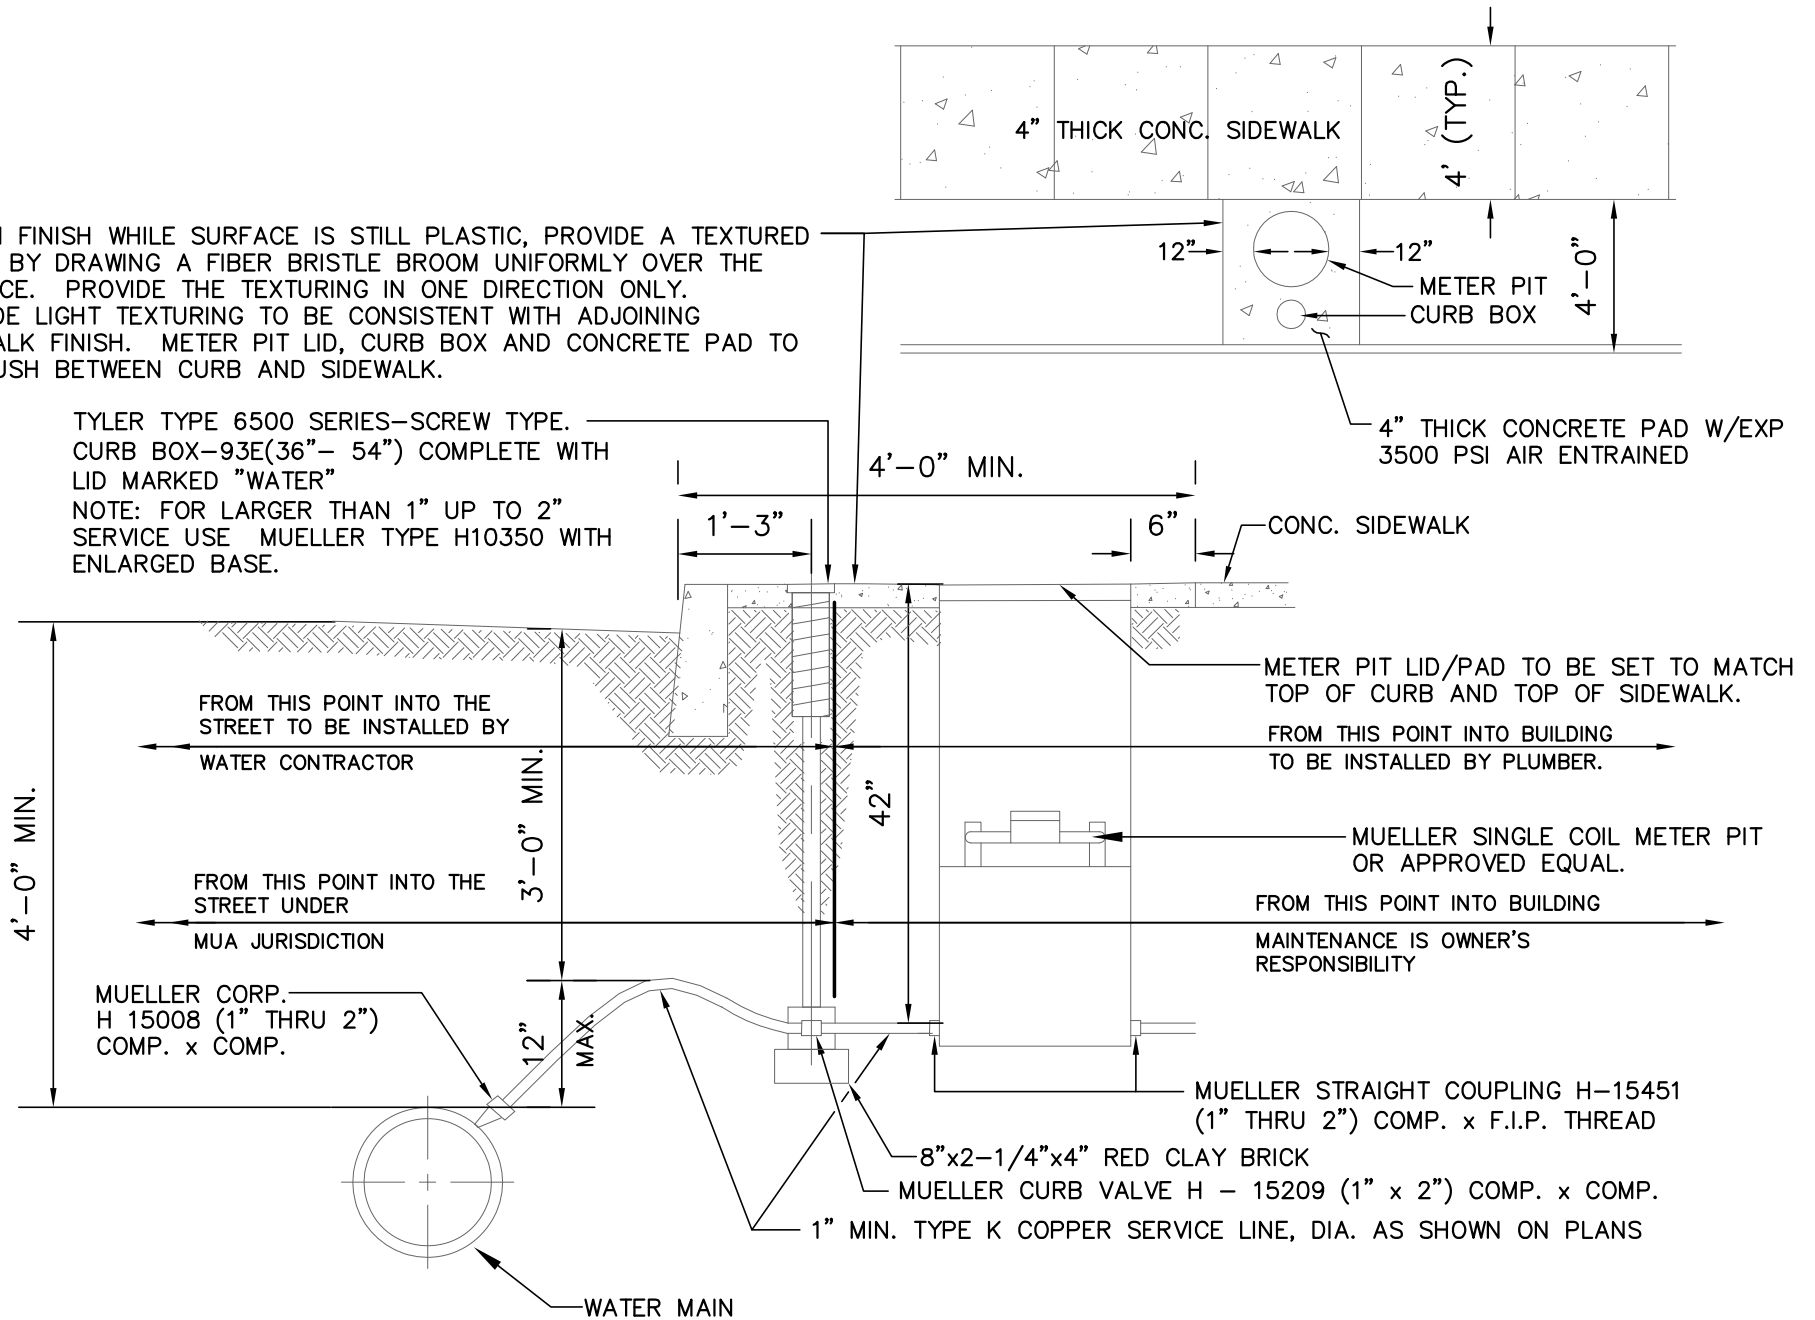 4' (TYP.)
4" THICK CONC. SIDEWALK
FINISH WHILE SURFACE IS STILL PLASTIC, PROVIDE A TEXTURED
BY DRAWING A FIBER BRISTLE BROOM UNIFORMLY OVER THE
PROVIDE THE TEXTURING IN ONE DIRECTION ONLY.
LIGHT TEXTURING TO BE CONSISTENT WITH ADJOINING
FINISH. METER PIT LID, CURB BOX AND CONCRETE PAD TO
BETWEEN CURB AND SIDEWALK.
12"
12"
4'-0"
METER PIT
CURB BOX
4" THICK CONCRETE PAD W/EXP
3500 PSI AIR ENTRAINED
TYLER TYPE 6500 SERIES-SCREW TYPE.
CURB BOX-93E(36"- 54") COMPLETE WITH
LID MARKED "WATER"
NOTE: FOR LARGER THAN 1" UP TO 2"
SERVICE USE MUELLER TYPE H10350 WITH
ENLARGED BASE.
4'-0" MIN.
1'-3"
6"
CONC. SIDEWALK
METER PIT LID/PAD TO BE SET TO MATCH
TOP OF CURB AND TOP OF SIDEWALK.
FROM THIS POINT INTO THE
STREET TO BE INSTALLED BY
WATER CONTRACTOR
FROM THIS POINT INTO BUILDING
TO BE INSTALLED BY PLUMBER.
4'-0" MIN.
3'-0" MIN.
42"
MUELLER SINGLE COIL METER PIT
OR APPROVED EQUAL.
FROM THIS POINT INTO THE
STREET UNDER
MUA JURISDICTION
FROM THIS POINT INTO BUILDING
MAINTENANCE IS OWNER'S
RESPONSIBILITY
MUELLER CORP.
H 15008 (1" THRU 2")
COMP. x COMP.
12"
MAX.
MUELLER STRAIGHT COUPLING H-15451
(1" THRU 2") COMP. x F.I.P. THREAD
8"x2-1/4"x4" RED CLAY BRICK
MUELLER CURB VALVE H - 15209 (1" x 2") COMP. x COMP.
1" MIN. TYPE K COPPER SERVICE LINE, DIA. AS SHOWN ON PLANS
WATER MAIN